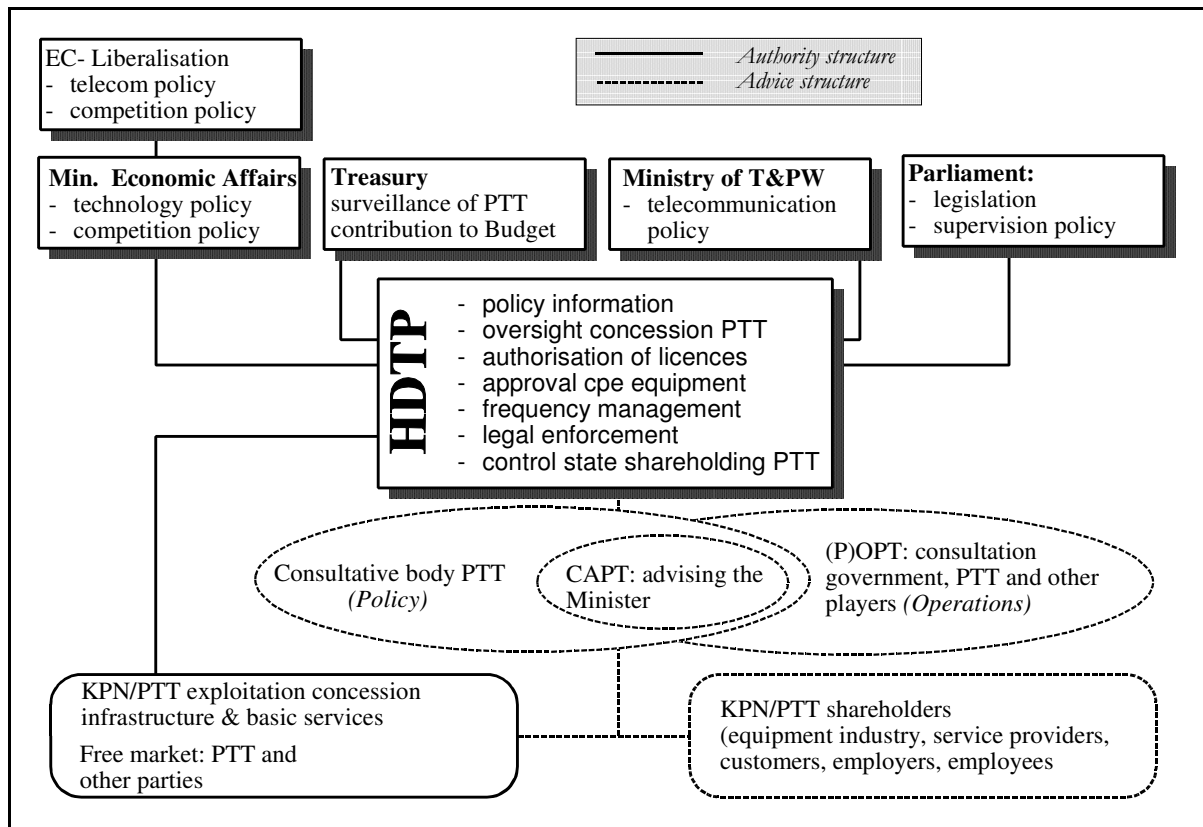 EC- Liberalisation
- telecom policy
- competition policy
Authority structure
Advice structure
Min. Economic Affairs
- technology policy
- competition policy
Treasury
surveillance of PTT
contribution to Budget
Ministry of T&PW
- telecommunication
policy
Parliament:
- legislation
- supervision policy
HDTP
- policy information
- oversight concession PTT
- authorisation of licences
- approval cpe equipment
- frequency management
- legal enforcement
- control state shareholding PTT
Consultative body PTT
(Policy)
CAPT: advising the
Minister
(P)OPT: consultation
government, PTT and other
players (Operations)
KPN/PTT exploitation concession
infrastructure & basic services
Free market: PTT and
other parties
KPN/PTT shareholders
(equipment industry, service providers,
customers, employers, employees